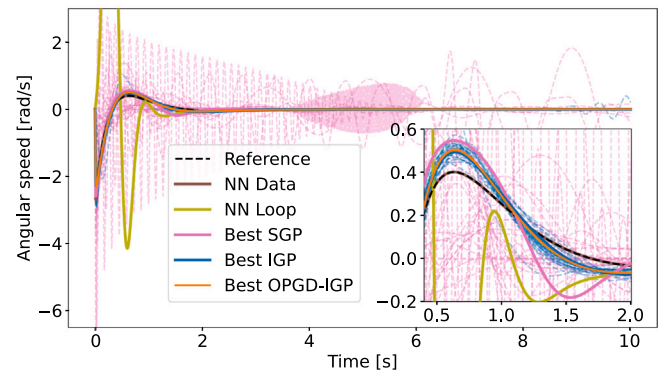 Angular speed [rad/s]
2
0
−2
−4
−6
Reference
NN Data
NN Loop
Best SGP
Best IGP
Best OPGD-IGP
0.6
0.4
0.2
0.0
−0.2
0.5 1.0 1.5 2.0
0 2 4 6 8 10
Time [s]